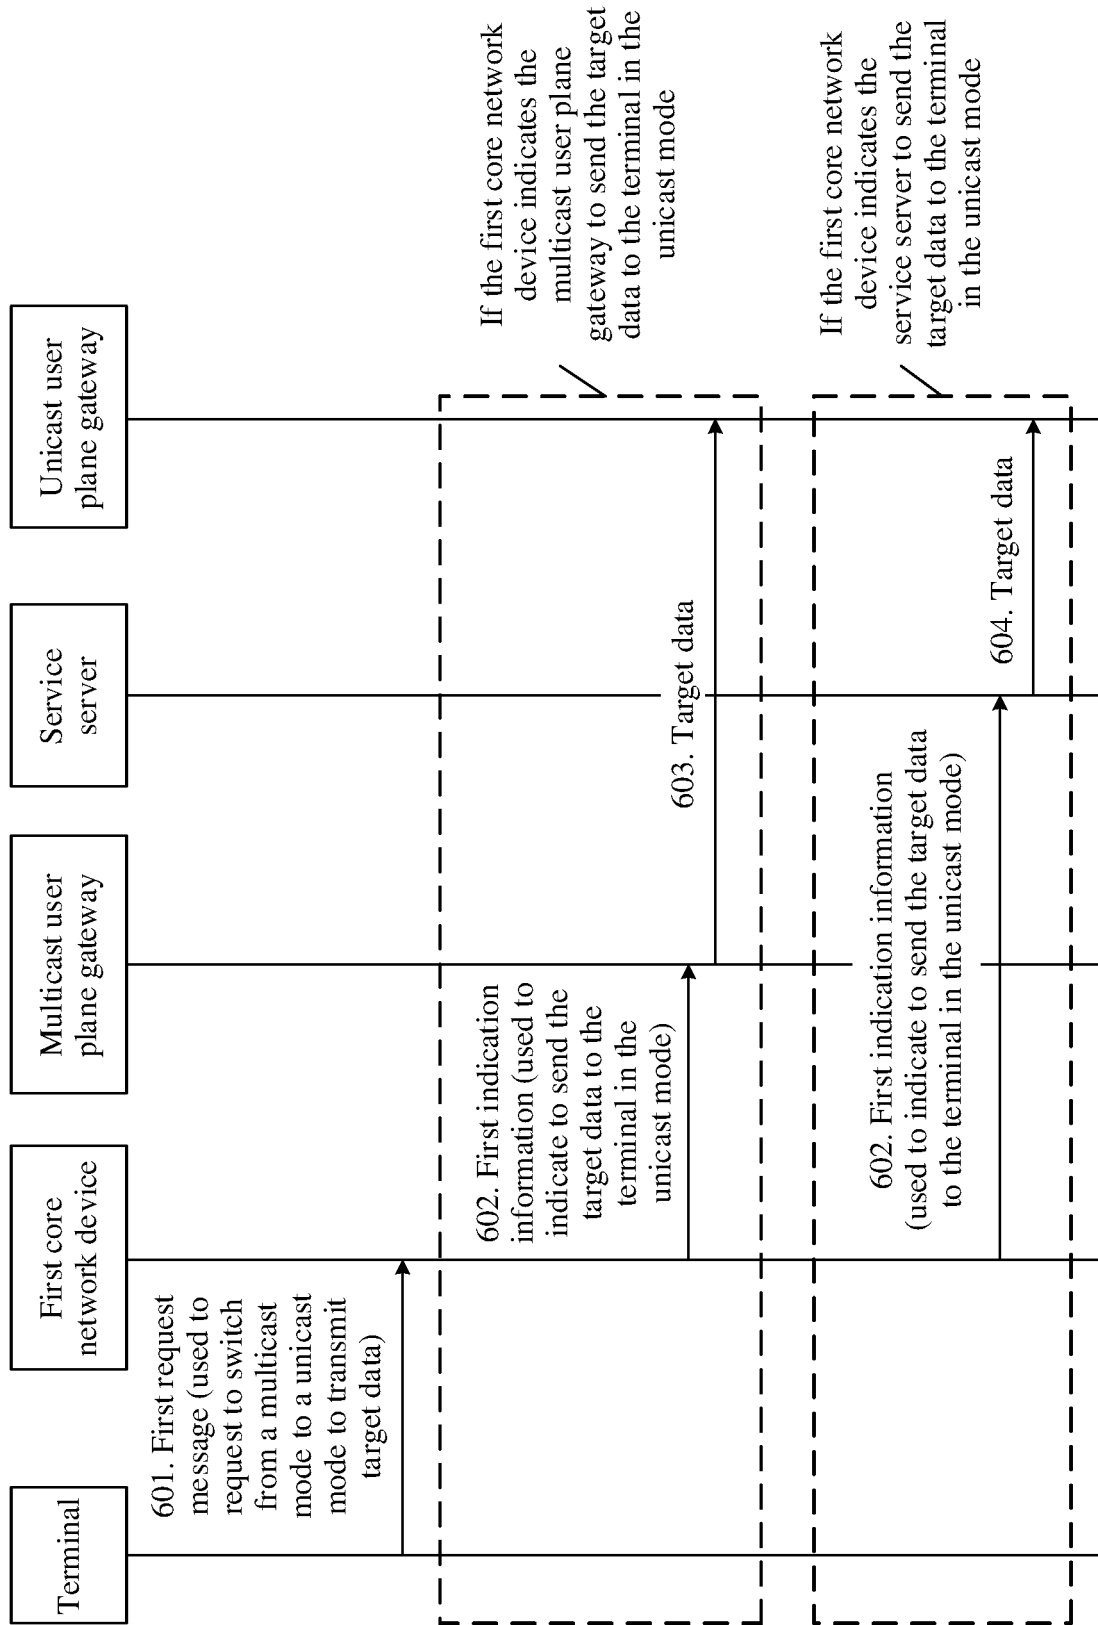 Terminal
First core
network device
Multicast user
plane gateway
Service
server
Unicast user
plane gateway
601. First request
message (used to
request to switch
from a multicast
mode to a unicast
mode to transmit
target data)
602. First indication
information (used to
indicate to send the
target data to the
terminal in the
unicast mode)
603. Target data
If the first core network
device indicates the
multicast user plane
gateway to send the target
data to the terminal in the
unicast mode
602. First indication information
(used to indicate to send the target data
to the terminal in the unicast mode)
604. Target data
If the first core network
device indicates the
service server to send the
target data to the terminal
in the unicast mode